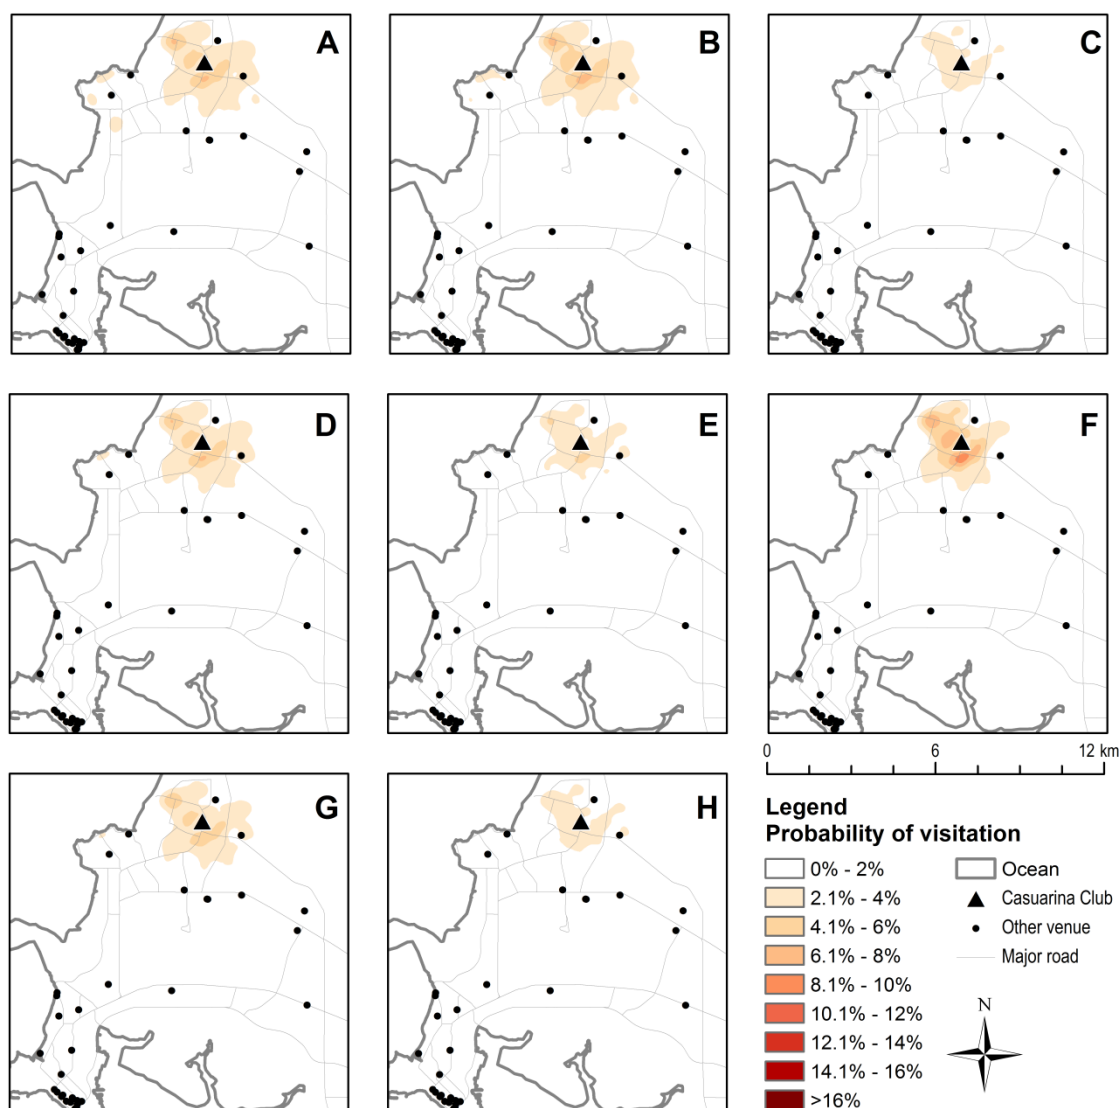 A
B
C
D
E
F
0 6 12 km
G
H
Legend
Probability of visitation
0% - 2%
2.1% - 4%
4.1% - 6%
6.1% - 8%
8.1% - 10%
10.1% - 12%
12.1% - 14%
14.1% - 16%
>16%
Ocean
Casuarina Club
Other venue
Major road
N